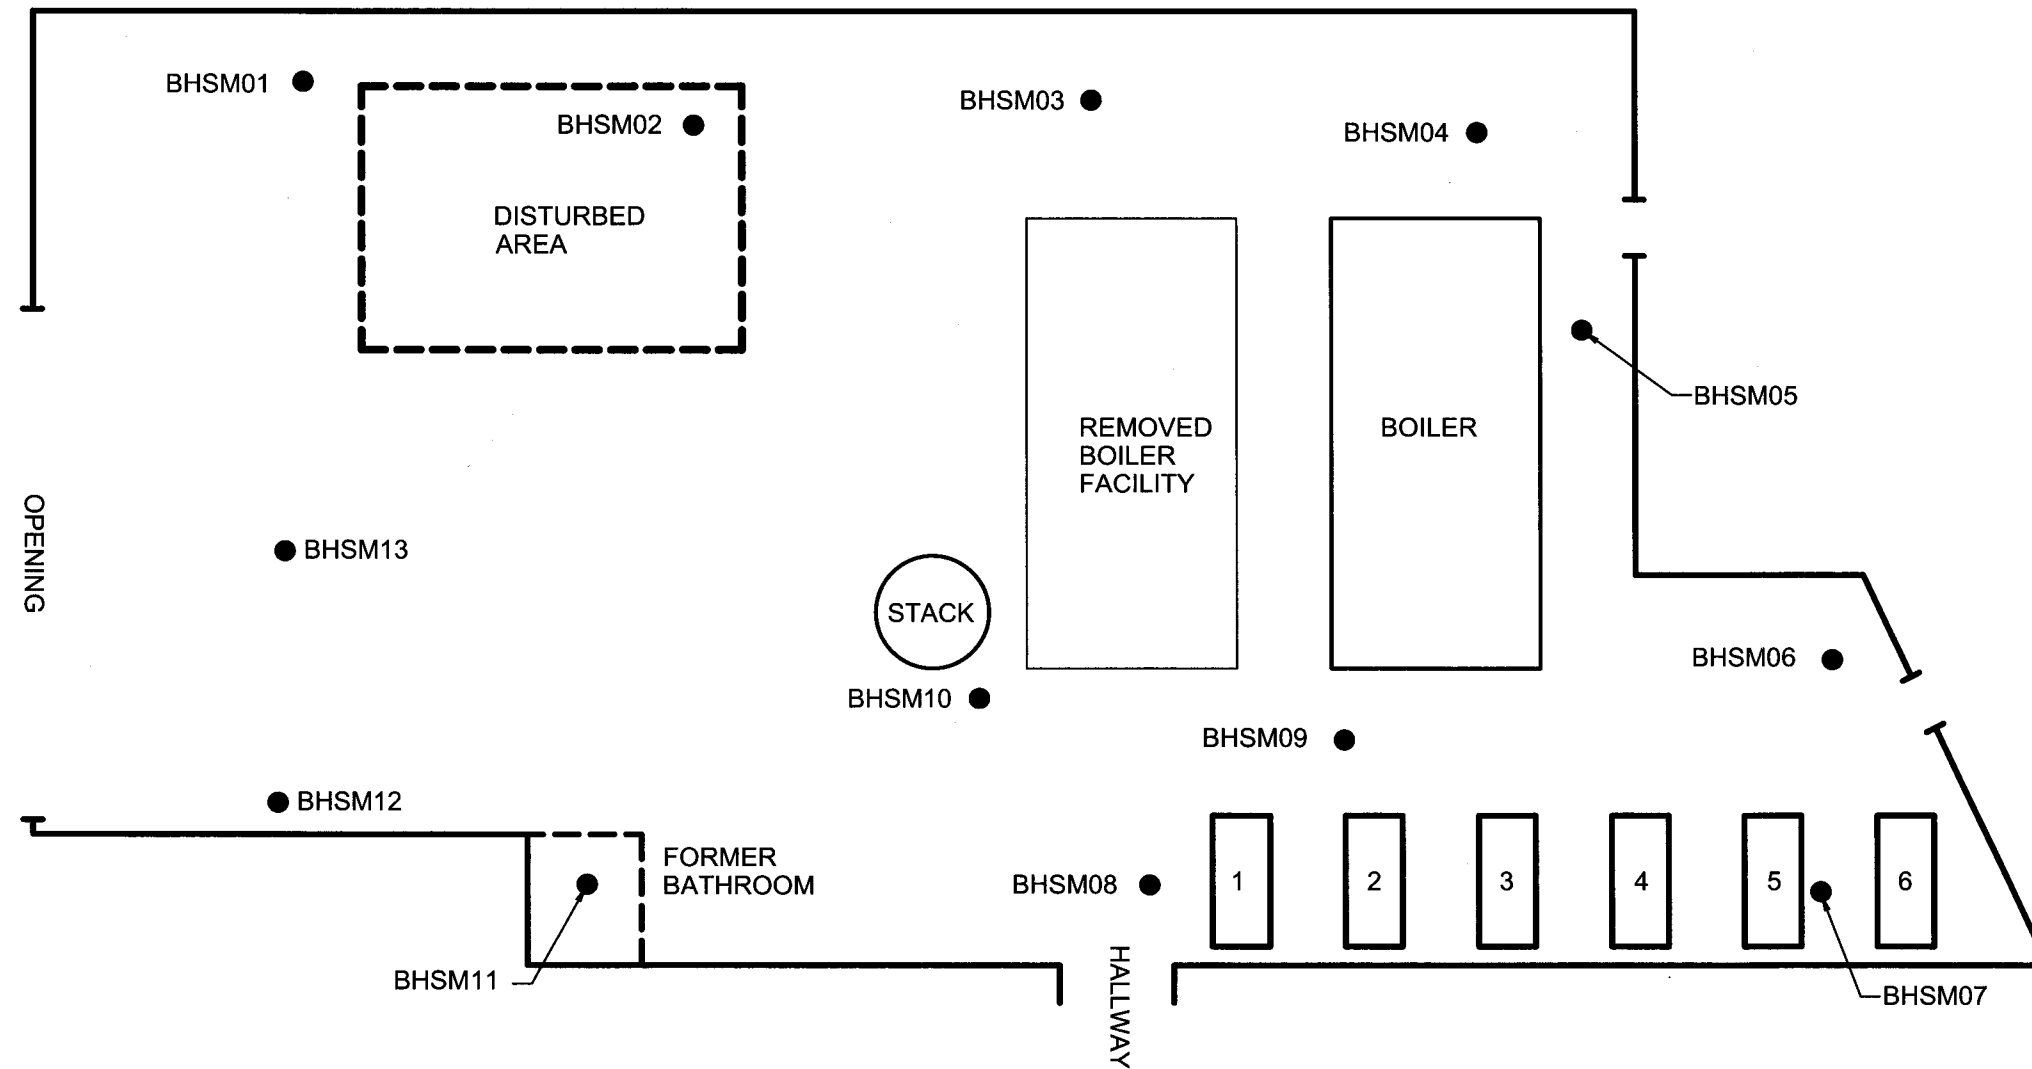 BHSM01
BHSM02
BHSM03
BHSM04
DISTURBED
AREA
BHSM05
REMOVED
BOILER
FACILITY
BOILER
OPENING
BHSM13
STACK
BHSM06
BHSM10
BHSM09
BHSM12
FORMER
BATHROOM
BHSM08
1
2
3
4
5
6
BHSM11
HALLWAY
BHSM07